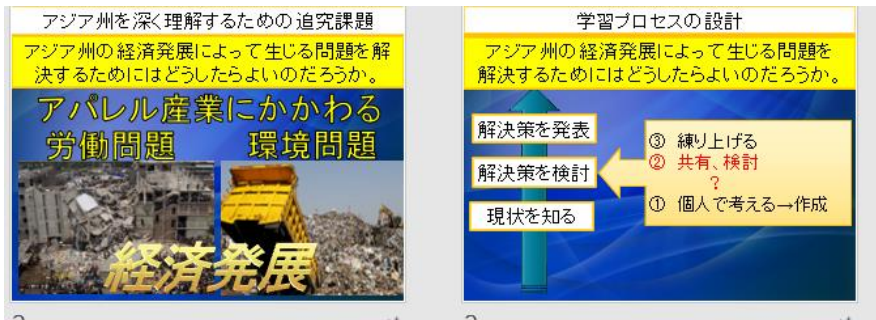 アジア州を深く理解するための追究課題
アジア州の経済発展によって生じる問題を解
決するためにはどうしたらよいのだろうか。
アパレル産業にかかわる
労働問題 環境問題
経済発展
学習プロセスの設計
アジア州の経済発展によって生じる問題を
解決するためにはどうしたらよいのだろうか。
解決策を発表
解決策を検討
現状を知る
③ 練り上げる
② 共有、検討
?
① 個人で考える→作成